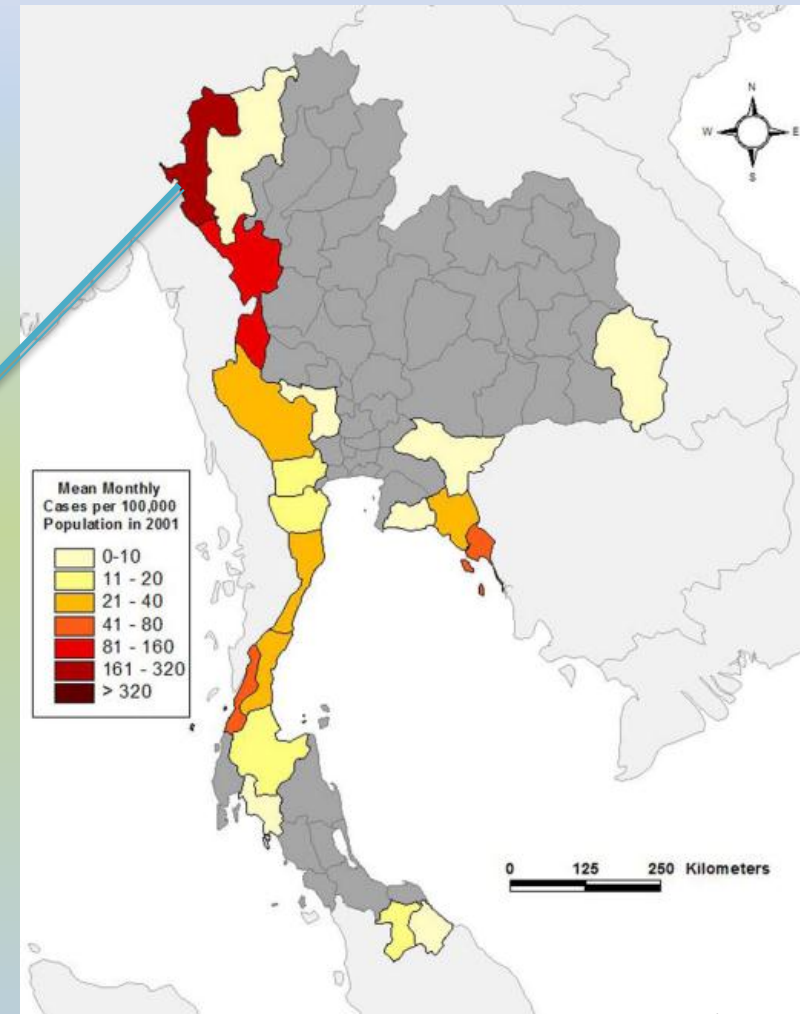 N
W E
S
Mean Monthly
Cases per 100,000
Population in 2001
0-10
11 - 20
21 - 40
41 - 80
81 - 160
161 - 320
> 320
0 125 250 Kilometers